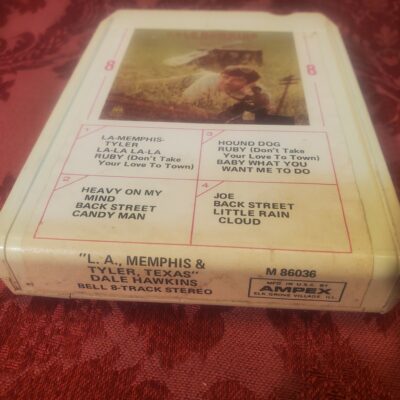 8
8
1
LA-MEMPHIS-
TYLER
LA-LA LA-LA
RUBY (Don't Take
Your Love To Town)
3
HOUND DOG
RUBY (Don't Take
Your Love To Town)
BABY WHAT YOU
WANT ME TO DO
2
HEAVY ON MY
MIND
BACK STREET
CANDY MAN
4
JOE
BACK STREET
LITTLE RAIN
CLOUD
"L. A., MEMPHIS &
TYLER, TEXAS"
DALE HAWKINS
BELL 8-TRACK STEREO
M 86036
MFD IN U.S.A. BY
AMPEX
ELK GROVE VILLAGE, ILL.